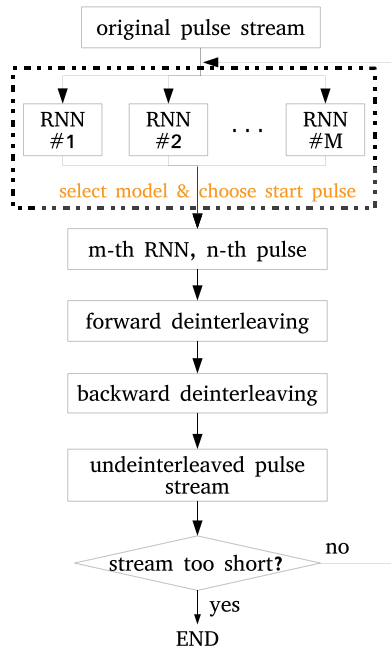 original pulse stream
RNN #1
RNN #2
. . .
RNN #M
select model & choose start pulse
m-th RNN, n-th pulse
forward deinterleaving
backward deinterleaving
undeinterleaved pulse
stream
stream too short?
no
yes
END